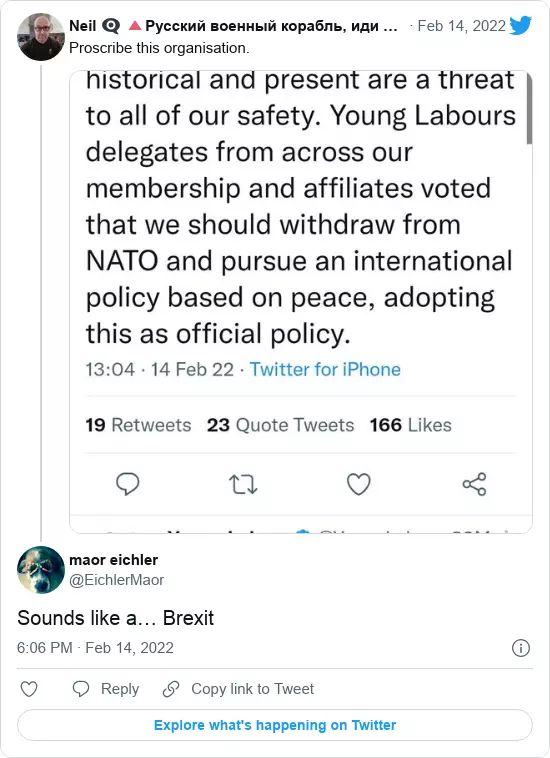 Neil Русский военный корабль, иди ... · Feb 14, 2022
Proscribe this organisation.
historical and present are a threat
to all of our safety. Young Labours
delegates from across our
membership and affiliates voted
that we should withdraw from
NATO and pursue an international
policy based on peace, adopting
this as official policy.
13:04 · 14 Feb 22 · Twitter for iPhone
19 Retweets 23 Quote Tweets 166 Likes
maor eichler
@EichlerMaor
Sounds like a… Brexit
6:06 PM · Feb 14, 2022
Reply Copy link to Tweet
Explore what's happening on Twitter